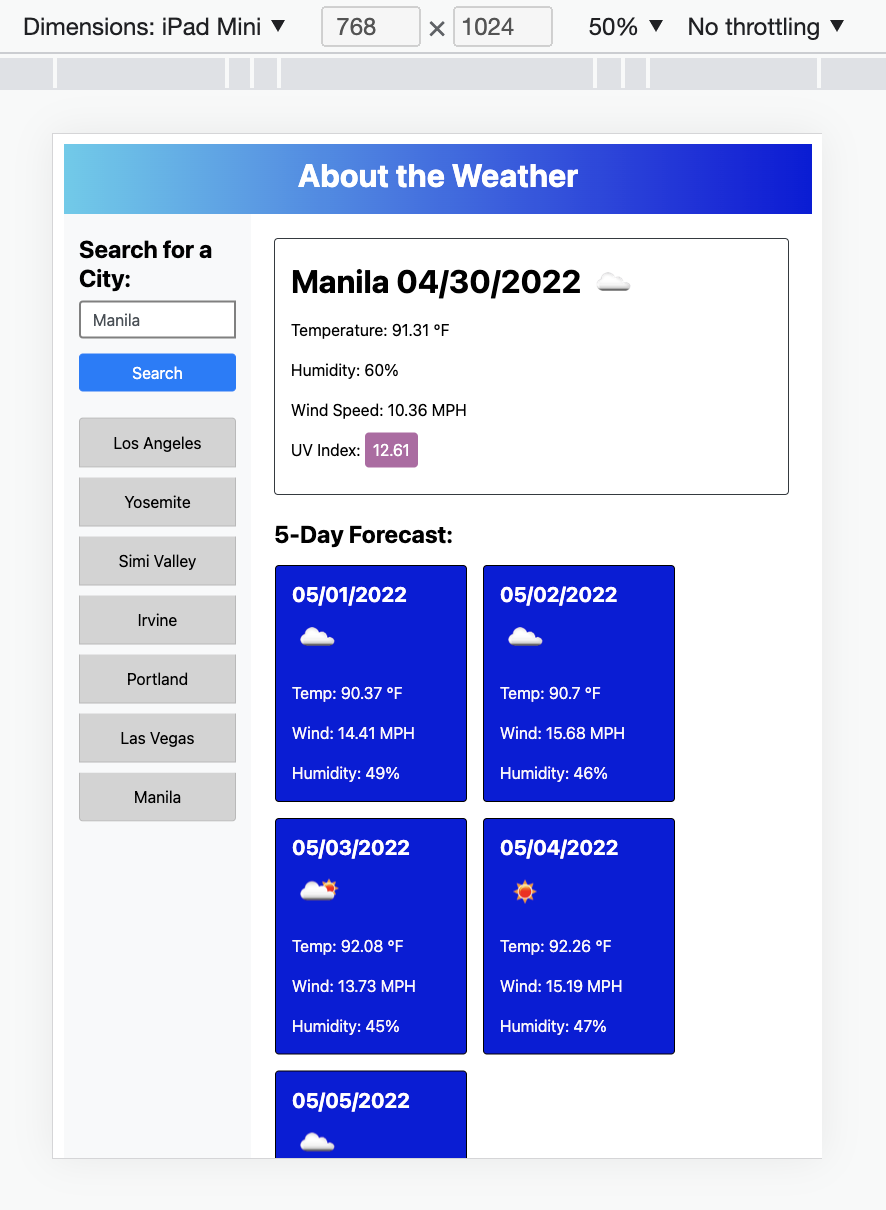 Dimensions: iPad Mini ▼ 768 × 1024 50% ▼ No throttling ▼
About the Weather
Search for a
City:
Manila
Search
Los Angeles
Yosemite
Simi Valley
Irvine
Portland
Las Vegas
Manila
Manila 04/30/2022
Temperature: 91.31 °F
Humidity: 60%
Wind Speed: 10.36 MPH
UV Index: 12.61
5-Day Forecast:
05/01/2022
Temp: 90.37 °F
Wind: 14.41 MPH
Humidity: 49%
05/02/2022
Temp: 90.7 °F
Wind: 15.68 MPH
Humidity: 46%
05/03/2022
Temp: 92.08 °F
Wind: 13.73 MPH
Humidity: 45%
05/04/2022
Temp: 92.26 °F
Wind: 15.19 MPH
Humidity: 47%
05/05/2022